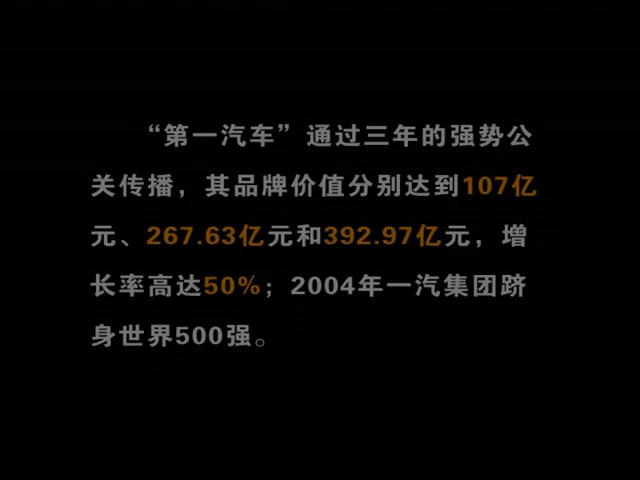 “第一汽车”通过三年的强势公
关传播，其品牌价值分别达到107亿
元、267.63亿元和392.97亿元，增
长率高达50%；2004年一汽集团跻
身世界500强。